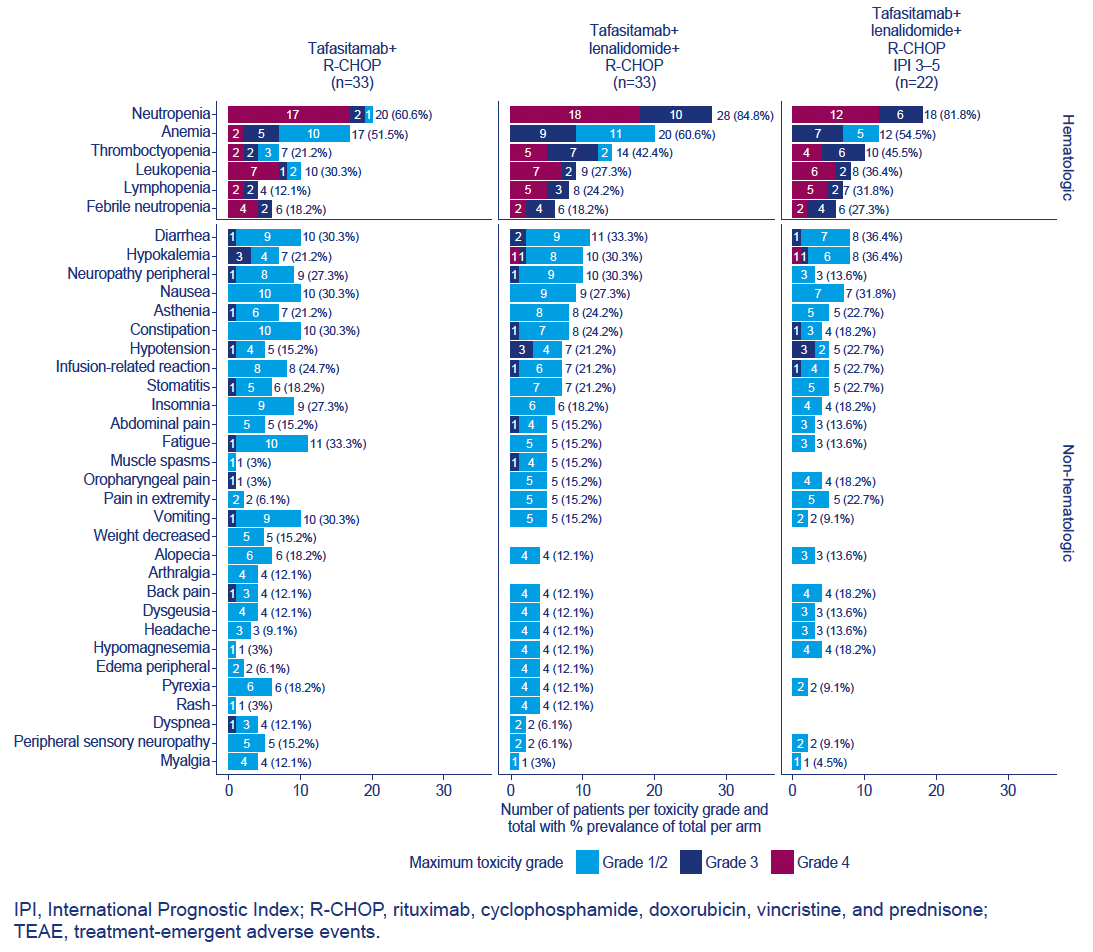 Tafasitamab+
R-CHOP
(n=33)
Tafasitamab+
lenalidomide+
R-CHOP
(n=33)
Tafasitamab+
lenalidomide+
R-CHOP
IPI 3–5
(n=22)
Neutropenia 17 2 1 20 (60.6%) 18 10 28 (84.8%) 12 6 18 (81.8%)
Anemia 2 5 10 17 (51.5%) 9 11 20 (60.6%) 7 5 12 (54.5%)
Thromboctyopenia 2 2 3 7 (21.2%) 5 7 2 14 (42.4%) 4 6 10 (45.5%)
Leukopenia 7 1 2 10 (30.3%) 7 2 9 (27.3%) 6 2 8 (36.4%)
Lymphopenia 2 2 4 (12.1%) 5 3 8 (24.2%) 5 2 7 (31.8%)
Febrile neutropenia 4 2 6 (18.2%) 2 4 6 (18.2%) 2 4 6 (27.3%)
Hematologic
Diarrhea 1 9 10 (30.3%) 2 9 11 (33.3%) 1 7 8 (36.4%)
Hypokalemia 3 4 7 (21.2%) 1 1 8 10 (30.3%) 1 1 6 8 (36.4%)
Neuropathy peripheral 1 8 9 (27.3%) 1 9 10 (30.3%) 3 3 (13.6%)
Nausea 10 10 (30.3%) 9 9 (27.3%) 7 7 (31.8%)
Asthenia 1 6 7 (21.2%) 8 8 (24.2%) 5 5 (22.7%)
Constipation 10 10 (30.3%) 1 7 8 (24.2%) 1 3 4 (18.2%)
Hypotension 1 4 5 (15.2%) 3 4 7 (21.2%) 3 2 5 (22.7%)
Infusion-related reaction 8 8 (24.7%) 1 6 7 (21.2%) 1 4 5 (22.7%)
Stomatitis 1 5 6 (18.2%) 7 7 (21.2%) 5 5 (22.7%)
Insomnia 9 9 (27.3%) 6 6 (18.2%) 4 4 (18.2%)
Abdominal pain 5 5 (15.2%) 1 4 5 (15.2%) 3 3 (13.6%)
Fatigue 1 10 11 (33.3%) 5 5 (15.2%) 3 3 (13.6%)
Muscle spasms 1 1 (3%) 1 4 5 (15.2%)
Oropharyngeal pain 1 1 (3%) 5 5 (15.2%) 4 4 (18.2%)
Pain in extremity 2 2 (6.1%) 5 5 (15.2%) 5 5 (22.7%)
Vomiting 1 9 10 (30.3%) 5 5 (15.2%) 2 2 (9.1%)
Weight decreased 5 5 (15.2%)
Alopecia 6 6 (18.2%) 4 4 (12.1%) 3 3 (13.6%)
Arthralgia 4 4 (12.1%)
Back pain 1 3 4 (12.1%) 4 4 (12.1%) 4 4 (18.2%)
Dysgeusia 4 4 (12.1%) 4 4 (12.1%) 3 3 (13.6%)
Headache 3 3 (9.1%) 4 4 (12.1%) 3 3 (13.6%)
Hypomagnesemia 1 1 (3%) 4 4 (12.1%) 4 4 (18.2%)
Edema peripheral 2 2 (6.1%) 4 4 (12.1%)
Pyrexia 6 6 (18.2%) 4 4 (12.1%) 2 2 (9.1%)
Rash 1 1 (3%) 4 4 (12.1%)
Dyspnea 1 3 4 (12.1%) 2 2 (6.1%)
Peripheral sensory neuropathy 5 5 (15.2%) 2 2 (6.1%) 2 2 (9.1%)
Myalgia 4 4 (12.1%) 1 1 (3%) 1 1 (4.5%)
Non-hematologic
0 10 20 30 0 10 20 30 0 10 20 30
Number of patients per toxicity grade and
total with % prevalance of total per arm
Maximum toxicity grade Grade 1/2 Grade 3 Grade 4
IPI, International Prognostic Index; R-CHOP, rituximab, cyclophosphamide, doxorubicin, vincristine, and prednisone;
TEAE, treatment-emergent adverse events.